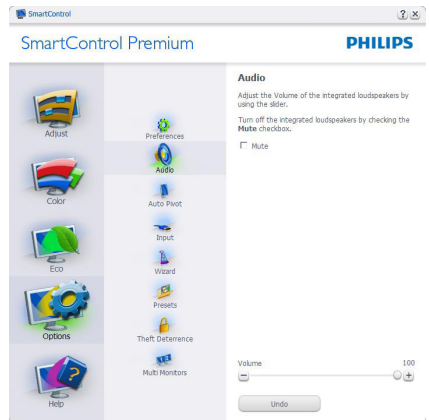 SmartControl
SmartControl Premium
PHILIPS
Adjust
Color
Eco
Options
Help
Preferences
Audio
Auto Pivot
Input
Wizard
Presets
Theft Deterrence
Multi Monitors
Audio
Adjust the Volume of the integrated loudspeakers by
using the slider.
Turn off the integrated loudspeakers by checking the
Mute checkbox.
Mute
Volume 100
Undo